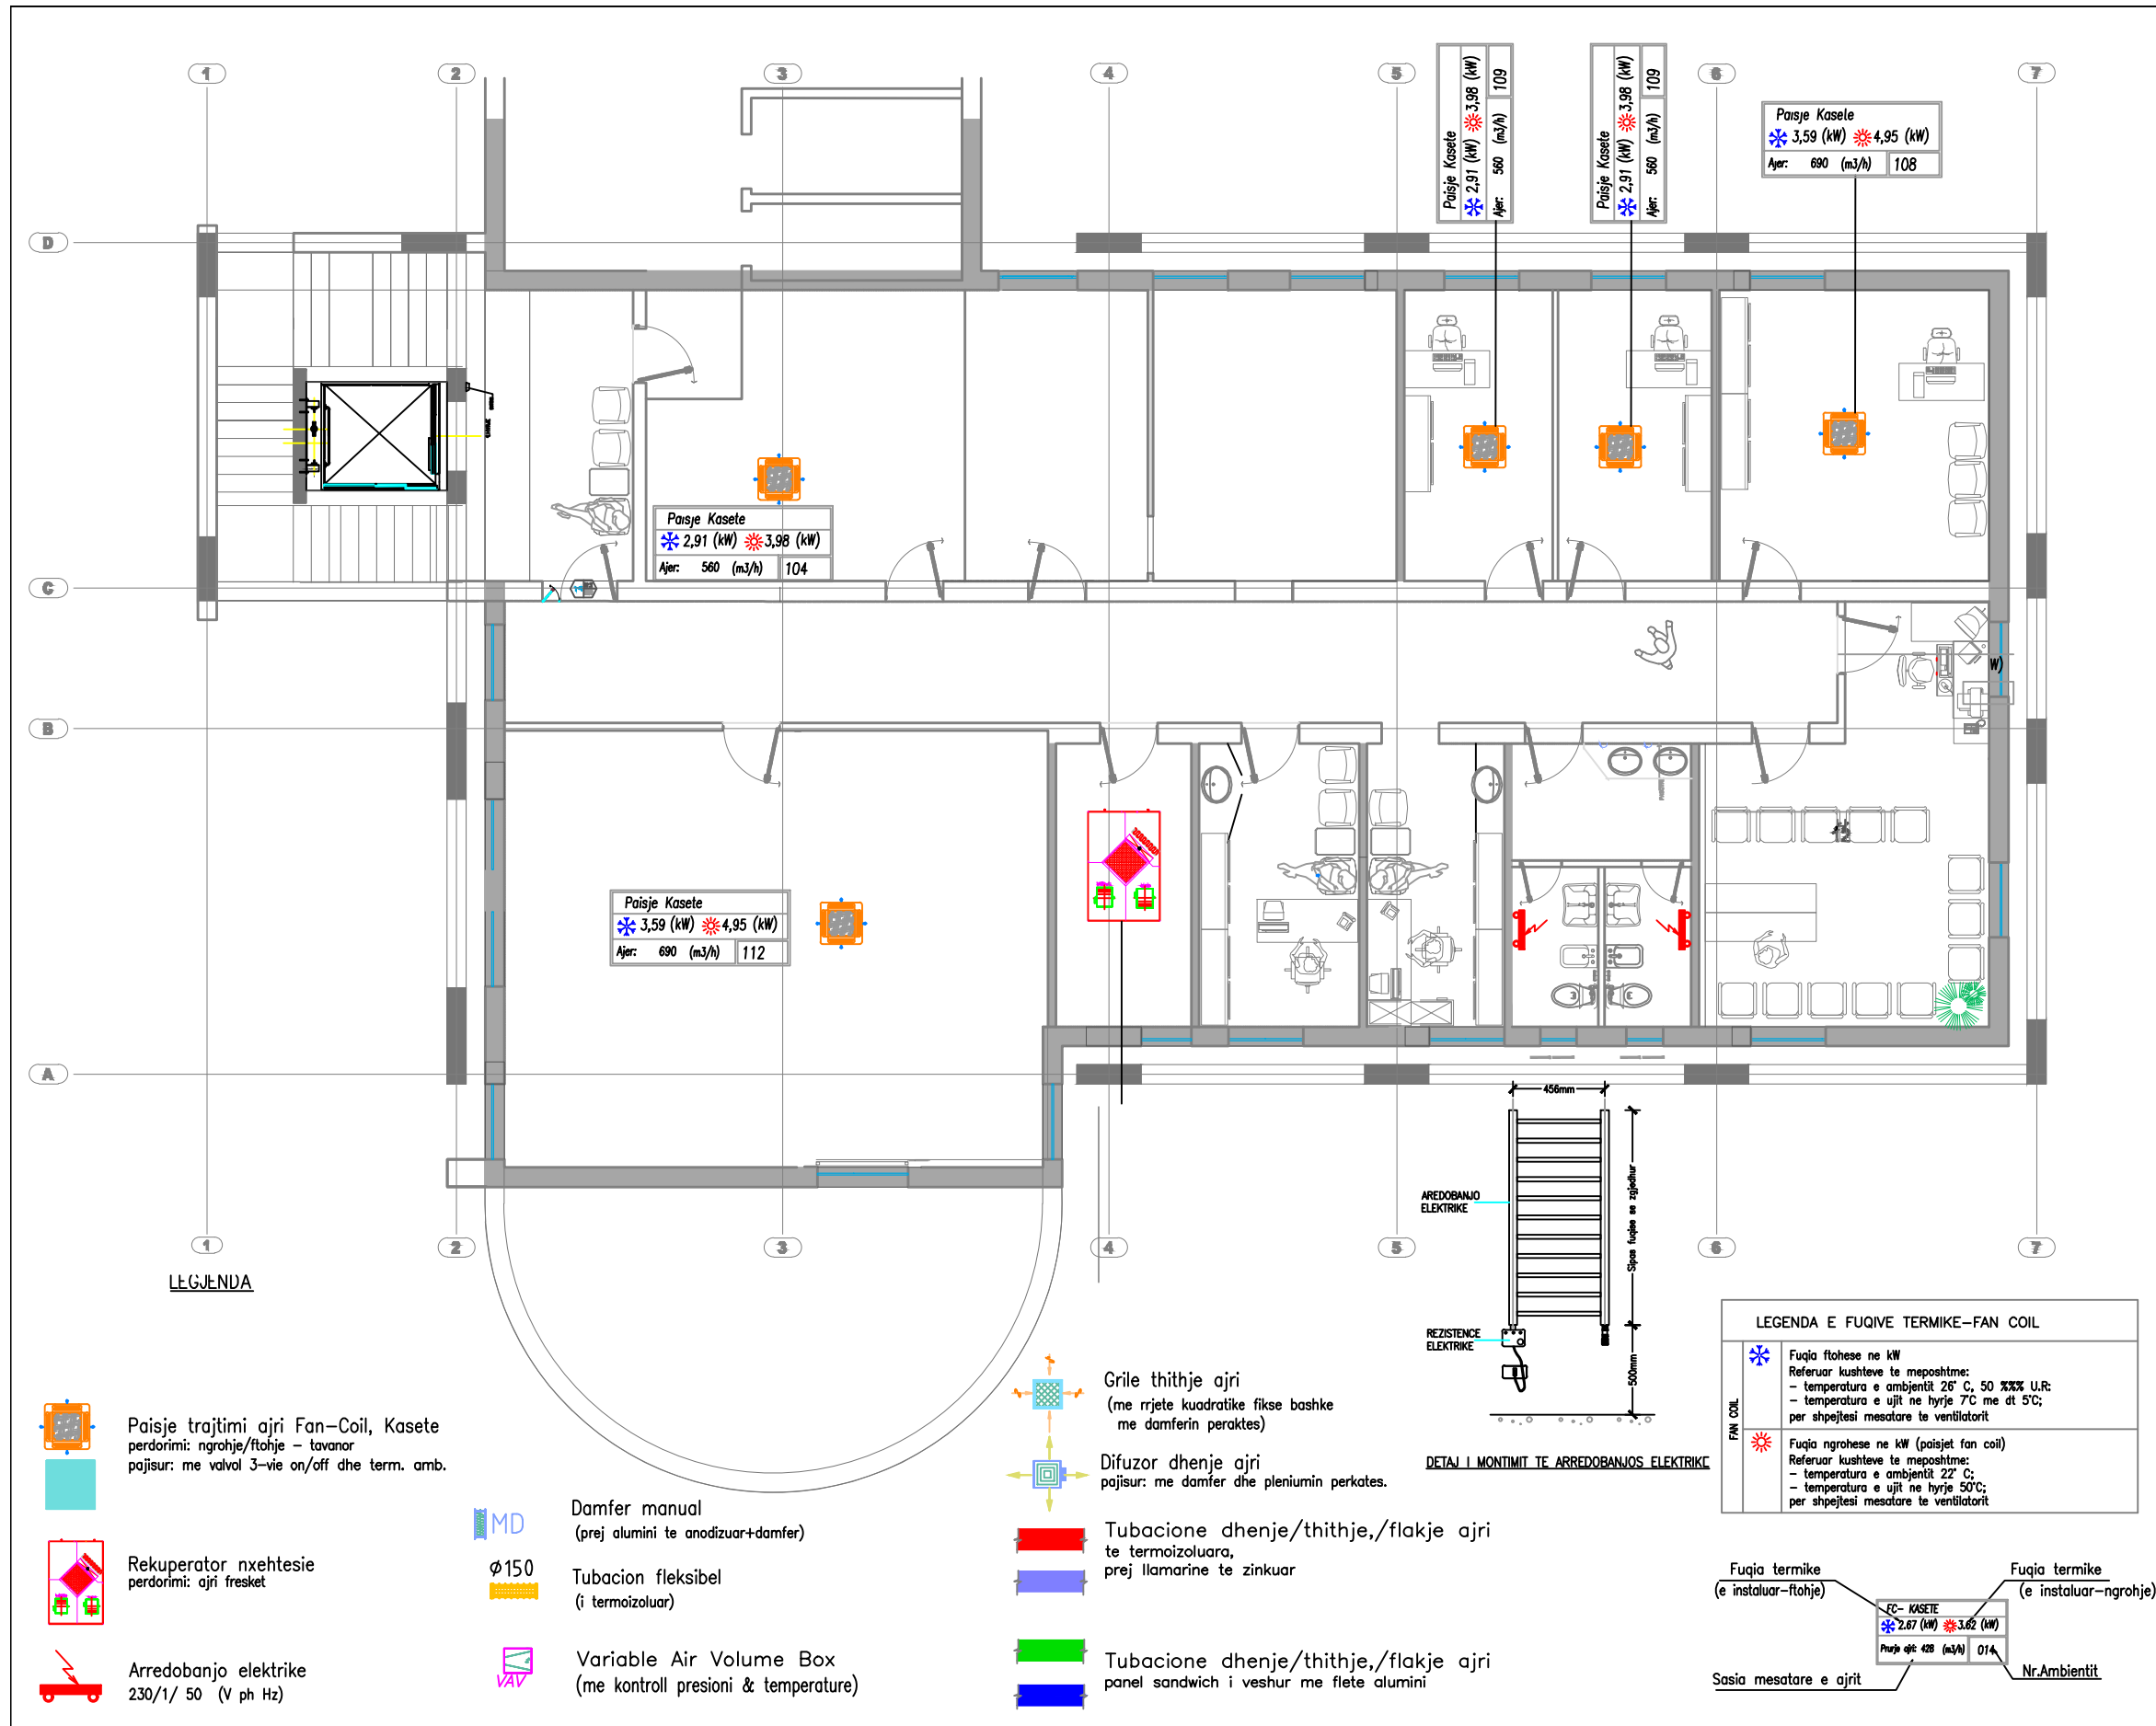 1
2
3
4
5
6
7
Paisje Kasete
2,91 (kW) 3,98 (kW)
Ajer: 560 (m3/h) 109
Paisje Kasete
2,91 (kW) 3,98 (kW)
Ajer: 560 (m3/h) 109
Paisje Kasele
3,59 (kW) 4,95 (kW)
Ajer: 690 (m3/h) 108
D
Paisje Kasete
2,91 (kW) 3,98 (kW)
Ajer: 560 (m3/h) 104
C
W)
B
12
Paisje Kasete
3,59 (kW) 4,95 (kW)
Ajer: 690 (m3/h) 112
A
456mm
AREDOBANJO
ELEKTRIKE
Sipas fuqise se zgjedhur
REZISTENCE
ELEKTRIKE
500mm
DETAJ I MONTIMIT TE ARREDOBANJOS ELEKTRIKE
1
2
3
4
5
6
7
LEGJENDA
Paisje trajtimi ajri Fan-Coil, Kasete
perdorimi: ngrohje/ftohje - tavanor
pajisur: me valvol 3-vie on/off dhe term. amb.
Rekuperator nxehtesie
perdorimi: ajri fresket
Arredobanjo elektrike
230/1/ 50 (V ph Hz)
MD
Damfer manual
(prej alumini te anodizuar+damfer)
φ150
Tubacion fleksibel
(i termoizoluar)
VAV
Variable Air Volume Box
(me kontroll presioni & temperature)
Grile thithje ajri
(me rrjete kuadratike fikse bashke
me damferin peraktes)
Difuzor dhenje ajri
pajisur: me damfer dhe pleniumin perkates.
Tubacione dhenje/thithje,/flakje ajri
te termoizoluara,
prej llamarine te zinkuar
Tubacione dhenje/thithje,/flakje ajri
panel sandwich i veshur me flete alumini
LEGENDA E FUQIVE TERMIKE-FAN COIL
FAN COIL
Fuqia ftohese ne kW
Referuar kushteve te meposhtme:
- temperatura e ambjentit 26° C, 50 %%% U.R:
- temperatura e ujit ne hyrje 7°C me dt 5°C;
per shpejtesi mesatare te ventilatorit
Fuqia ngrohese ne kW (paisjet fan coil)
Referuar kushteve te meposhtme:
- temperatura e ambjentit 22° C;
- temperatura e ujit ne hyrje 50°C;
per shpejtesi mesatare te ventilatorit
Fuqia termike
(e instaluar-ftohje)
Fuqia termike
(e instaluar-ngrohje)
FC- KASETE
2.67 (kW) 3.62 (kW)
Prurje ajri: 428 (m3/h) 014
Sasia mesatare e ajrit
Nr.Ambientit